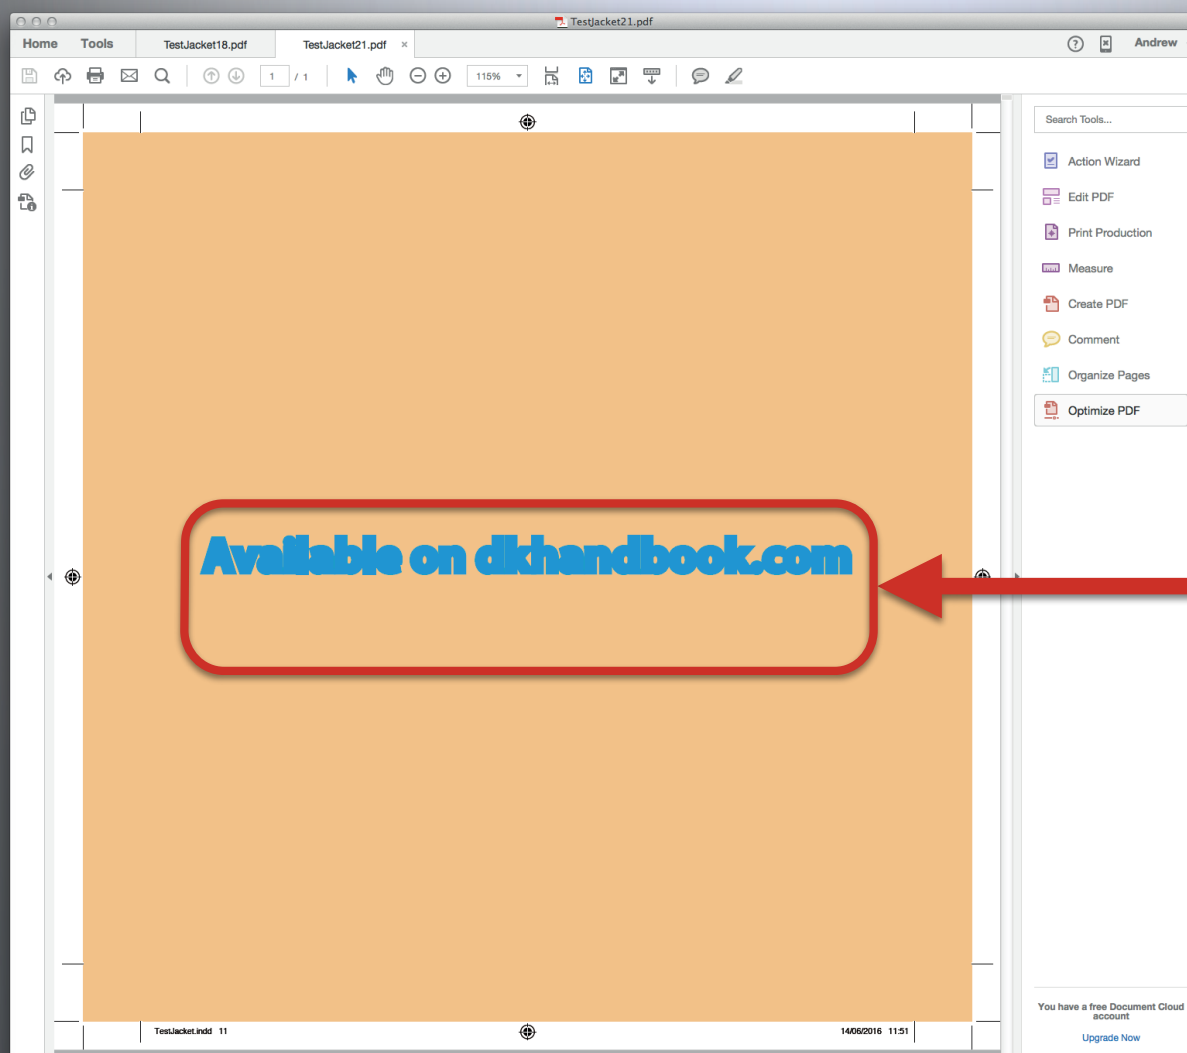 TestJacket21.pdf
Home Tools TestJacket18.pdf TestJacket21.pdf × Andrew
1 / 1 115%
Search Tools...
Action Wizard
Edit PDF
Print Production
Measure
Create PDF
Comment
Organize Pages
Optimize PDF
Available on dkhandbook.com
You have a free Document Cloud
account
Upgrade Now
TestJacket.indd 11 14/06/2016 11:51